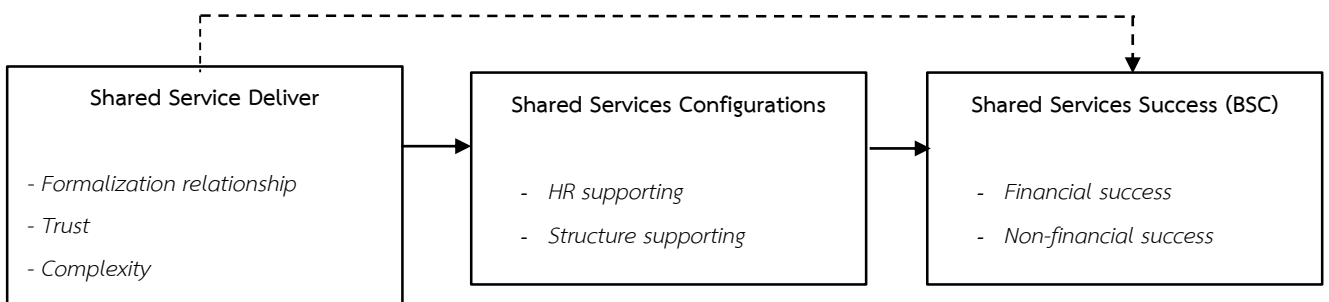 Shared Service Deliver
- Formalization relationship
- Trust
- Complexity
Shared Services Configurations
- HR supporting
- Structure supporting
Shared Services Success (BSC)
- Financial success
- Non-financial success